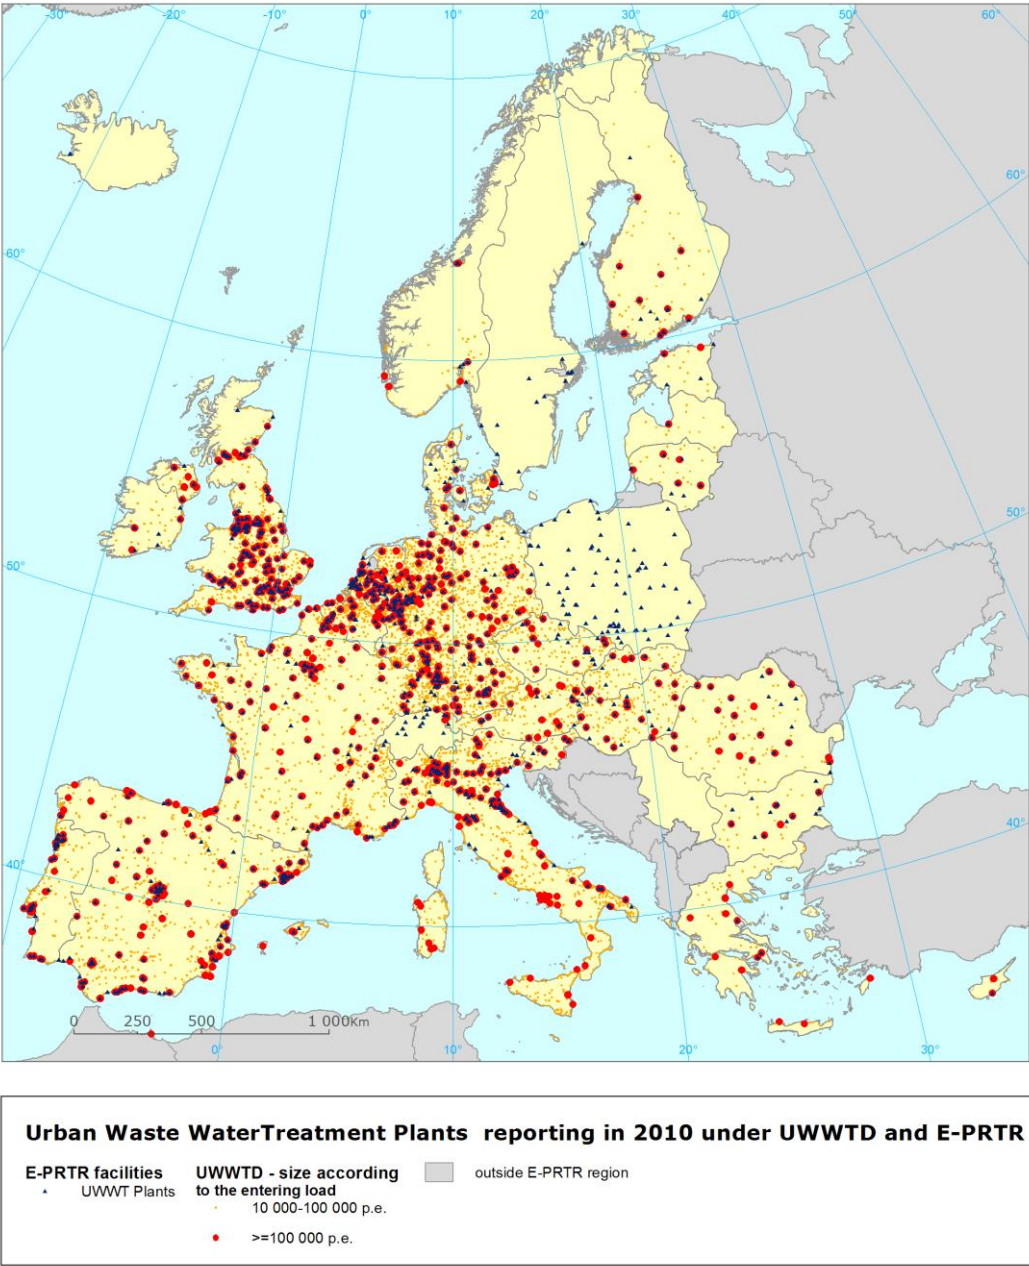 -30° -20° -10° 0° 10° 20° 30° 40° 50° 60°
60°
60°
50°
50°
40°
40°
0 250 500 1 000Km
0° 10° 20° 30°
Urban Waste WaterTreatment Plants reporting in 2010 under UWWTD and E-PRTR
E-PRTR facilities UWWTD - size according outside E-PRTR region
UWWT Plants to the entering load
10 000-100 000 p.e.
>=100 000 p.e.